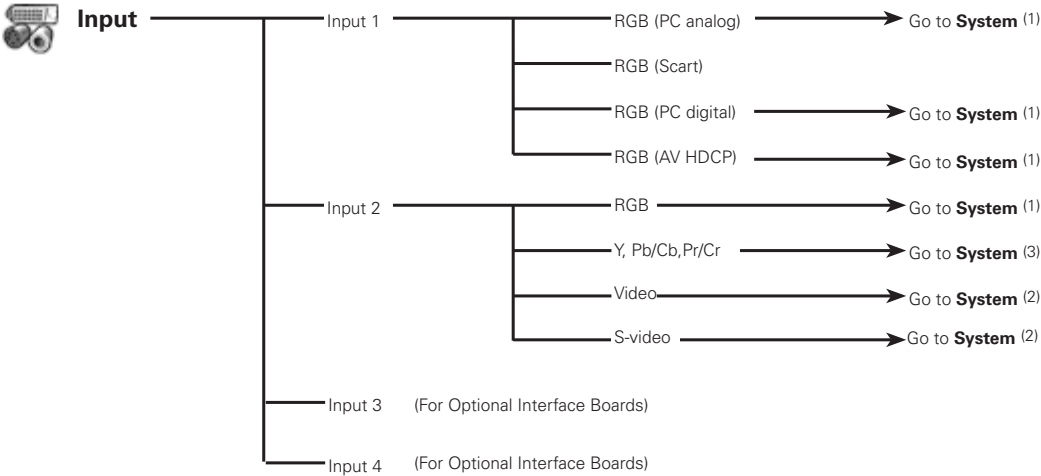 Input
Input 1
RGB (PC analog) Go to System (1)
RGB (Scart)
RGB (PC digital) Go to System (1)
RGB (AV HDCP) Go to System (1)
Input 2
RGB Go to System (1)
Y, Pb/Cb,Pr/Cr Go to System (3)
Video Go to System (2)
S-video Go to System (2)
Input 3 (For Optional Interface Boards)
Input 4 (For Optional Interface Boards)